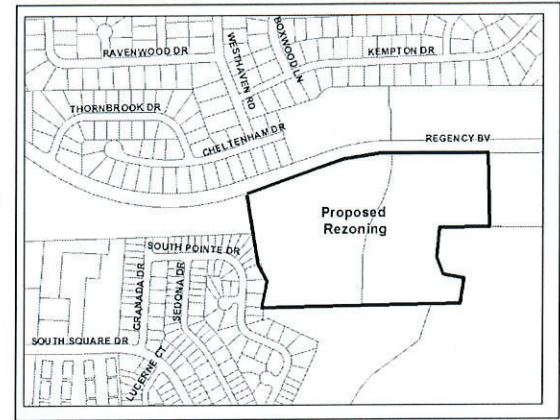 RAVENWOOD DR
WESTHAVEN RD
BOXWOOD LN
KEMPTON DR
THORNBROOK DR
CHELTENHAM DR
REGENCY BV
Proposed
Rezoning
SOUTH POINTE DR
GRANADA DR
SEDONA DR
SOUTH SQUARE DR
LUCERNE CT